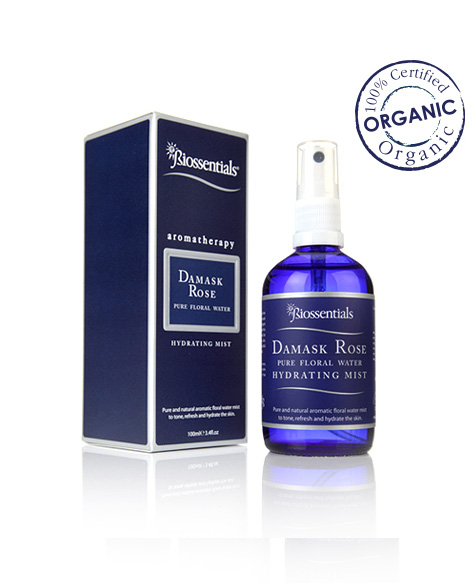 100% Certified
ORGANIC
Organic
Biossentials®
aromatherapy
DAMASK
ROSE
PURE FLORAL WATER
HYDRATING MIST
Pure and natural aromatic floral water mist
to tone, refresh and hydrate the skin.
100ml ℮ 3.4fl.oz
Biossentials
DAMASK ROSE
PURE FLORAL WATER
HYDRATING MIST
Pure and natural aromatic floral water mist
to tone, refresh and hydrate the skin.